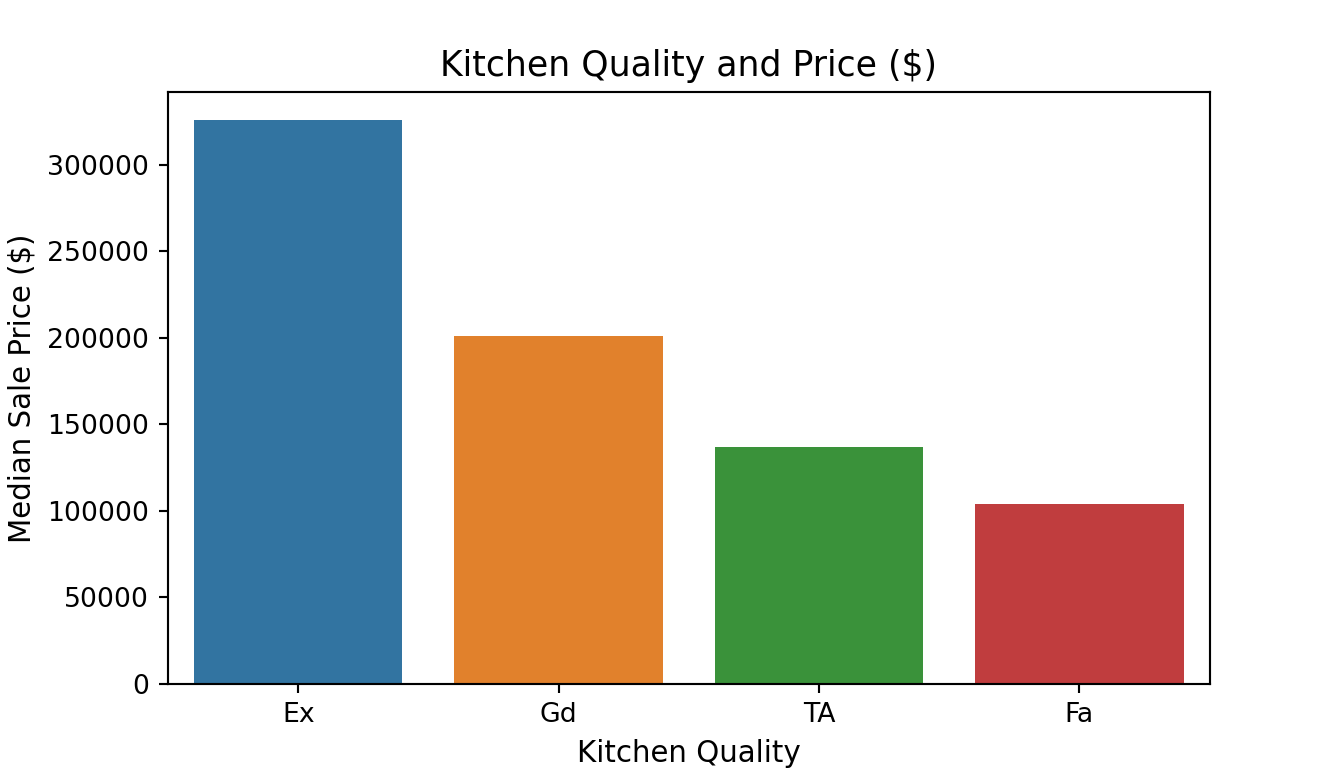 Kitchen Quality and Price ($)
Median Sale Price ($)
300000
250000
200000
150000
100000
50000
0
Ex Gd TA Fa
Kitchen Quality